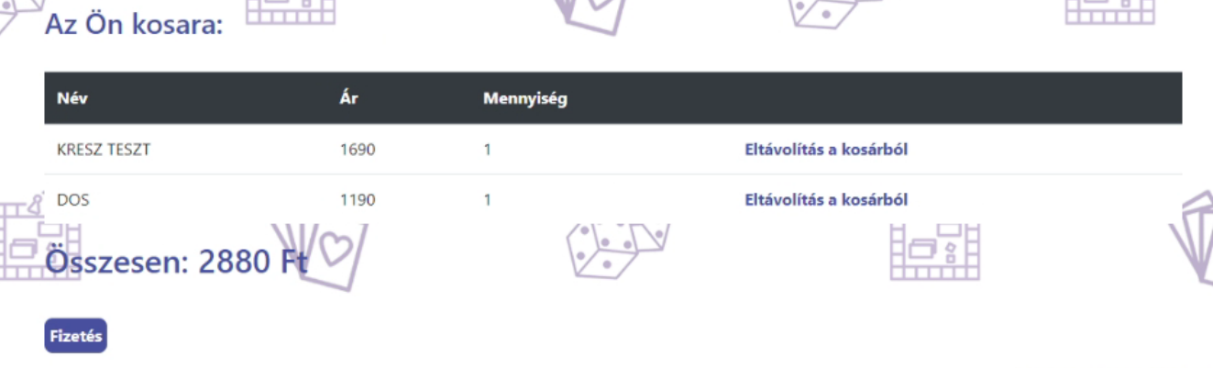 Az Ön kosara:
Név Ár Mennyiség
KRESZ TESZT 1690 1 Eltávolítás a kosárból
DOS 1190 1 Eltávolítás a kosárból
Összesen: 2880 Ft
Fizetés